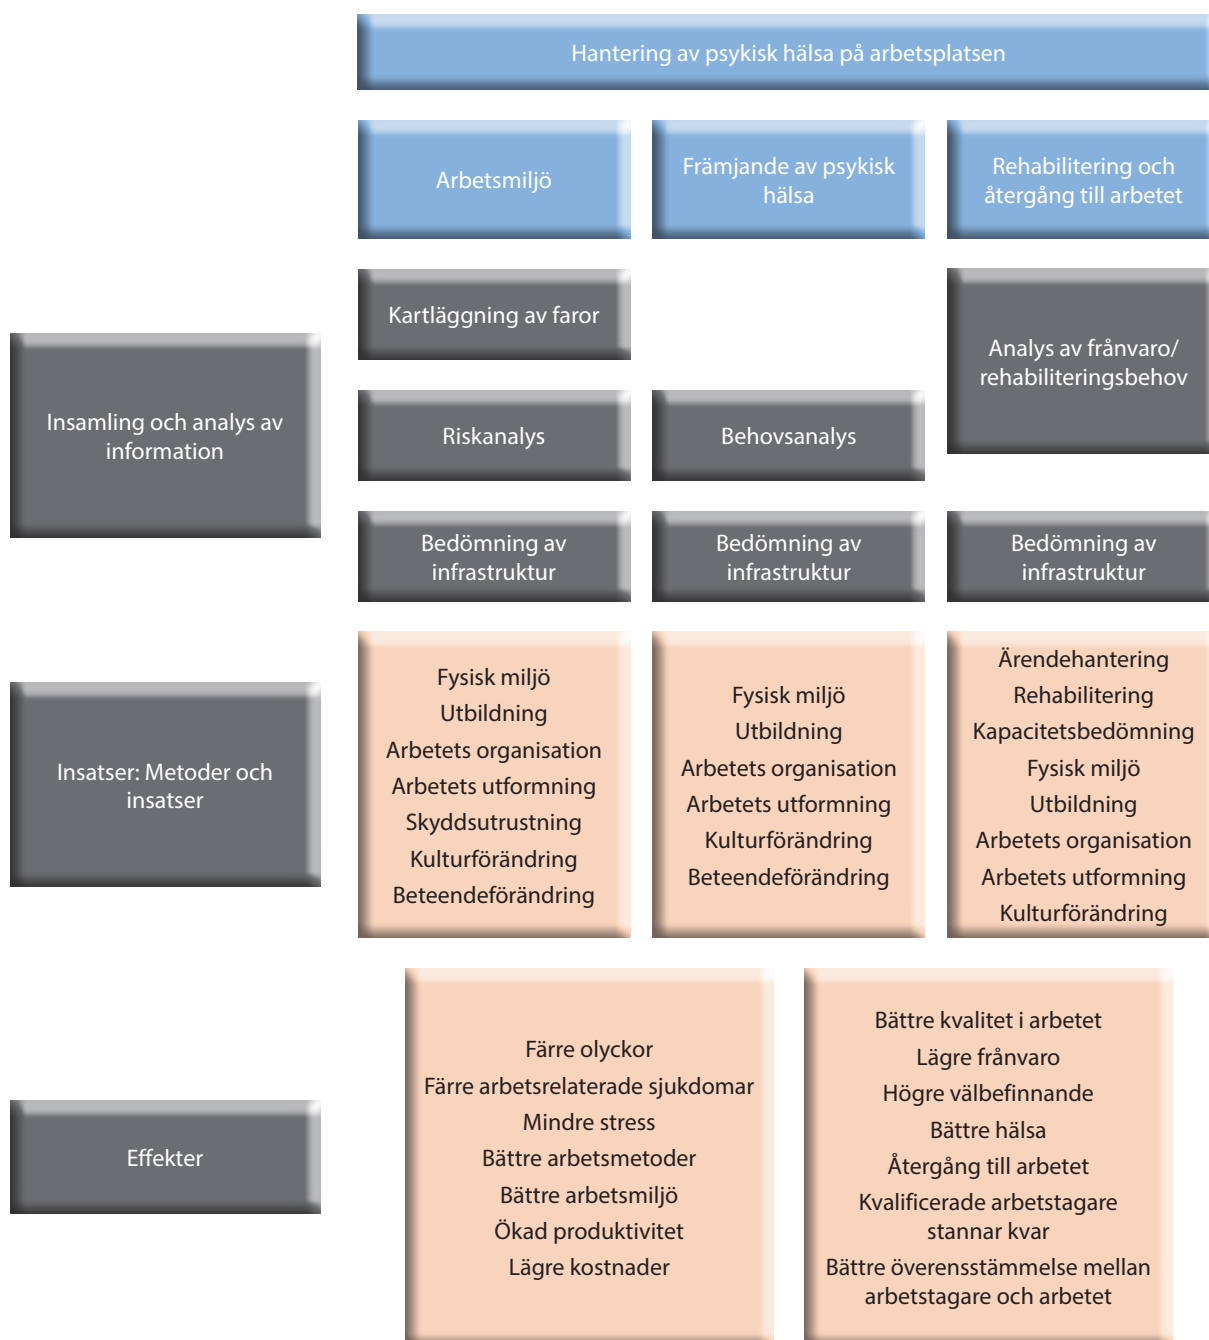 Hantering av psykisk hälsa på arbetsplatsen
Arbetsmiljö
Främjande av psykisk
hälsa
Rehabilitering och
återgång till arbetet
Insamling och analys av
information
Kartläggning av faror
Analys av frånvaro/
rehabiliteringsbehov
Riskanalys
Behovsanalys
Bedömning av
infrastruktur
Bedömning av
infrastruktur
Bedömning av
infrastruktur
Insatser: Metoder och
insatser
Fysisk miljö
Utbildning
Arbetets organisation
Arbetets utformning
Skyddsutrustning
Kulturförändring
Beteendeförändring
Fysisk miljö
Utbildning
Arbetets organisation
Arbetets utformning
Kulturförändring
Beteendeförändring
Ärendehantering
Rehabilitering
Kapacitetsbedömning
Fysisk miljö
Utbildning
Arbetets organisation
Arbetets utformning
Kulturförändring
Effekter
Färre olyckor
Färre arbetsrelaterade sjukdomar
Mindre stress
Bättre arbetsmetoder
Bättre arbetsmiljö
Ökad produktivitet
Lägre kostnader
Bättre kvalitet i arbetet
Lägre frånvaro
Högre välbefinnande
Bättre hälsa
Återgång till arbetet
Kvalificerade arbetstagare
stannar kvar
Bättre överensstämmelse mellan
arbetstagare och arbetet